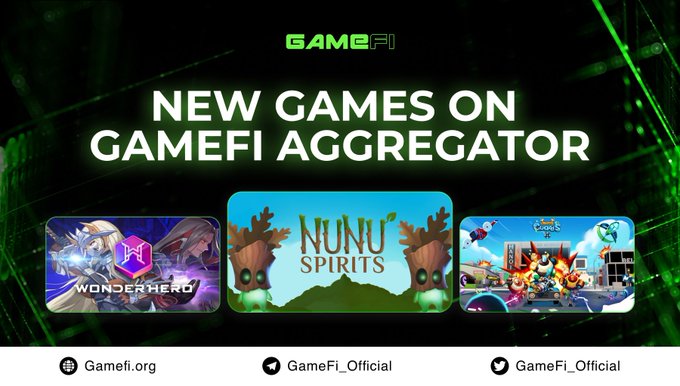 GAMEFI
NEW GAMES ON
GAMEFI AGGREGATOR
WONDERHERO
NUNU
SPIRITS
Gamefi.org
GameFi_Official
GameFi_Official